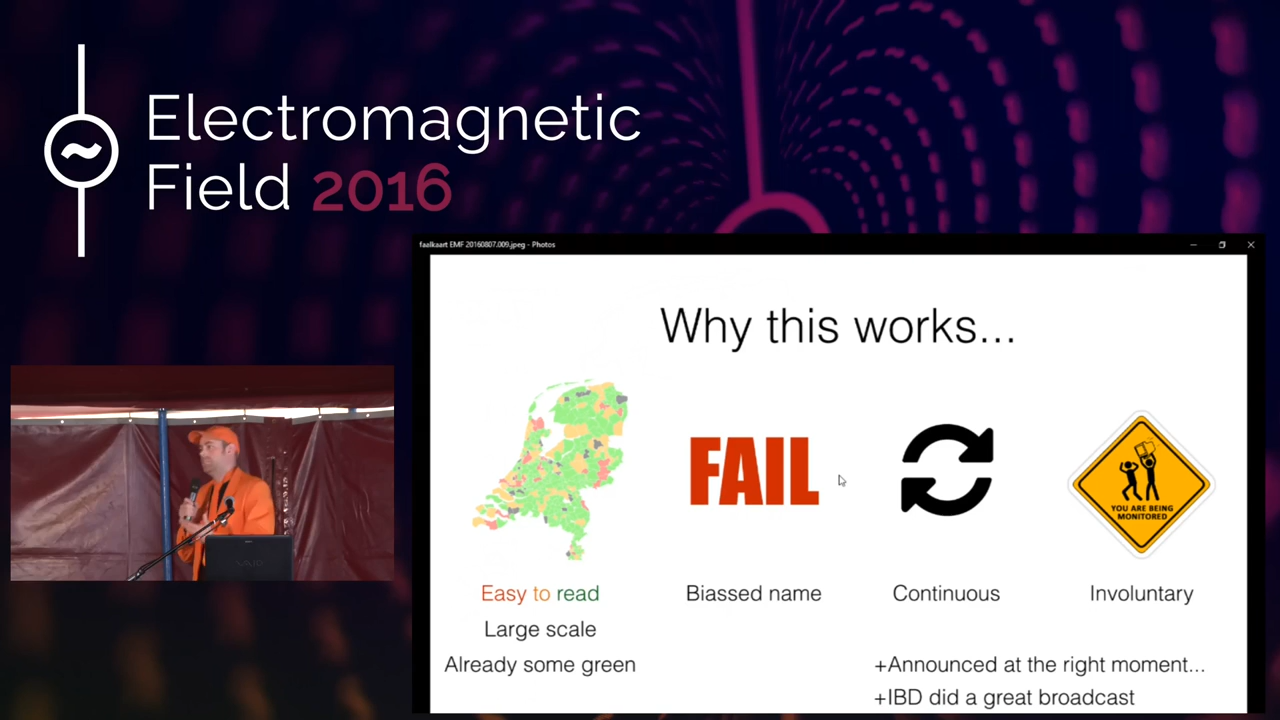 Electromagnetic
Field 2016
faalkaart EMF 20160807.009.jpeg - Photos
Why this works...
FAIL
YOU ARE BEING
MONITORED
Easy to read
Biassed name
Continuous
Involuntary
Large scale
Already some green
+Announced at the right moment...
+IBD did a great broadcast
VAIO